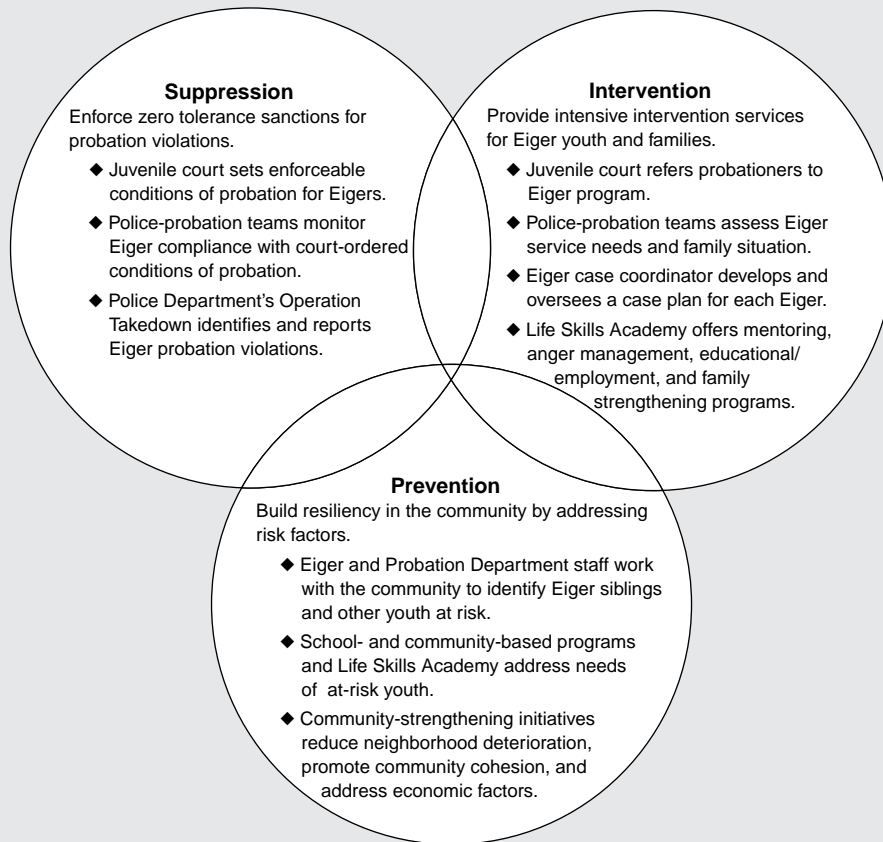 Suppression
Enforce zero tolerance sanctions for
probation violations.
◆ Juvenile court sets enforceable
conditions of probation for Eigers.
◆ Police-probation teams monitor
Eiger compliance with court-ordered
conditions of probation.
◆ Police Department's Operation
Takedown identifies and reports
Eiger probation violations.
Intervention
Provide intensive intervention services
for Eiger youth and families.
◆ Juvenile court refers probationers to
Eiger program.
◆ Police-probation teams assess Eiger
service needs and family situation.
◆ Eiger case coordinator develops and
oversees a case plan for each Eiger.
◆ Life Skills Academy offers mentoring,
anger management, educational/
employment, and family
strengthening programs.
Prevention
Build resiliency in the community by addressing
risk factors.
◆ Eiger and Probation Department staff work
with the community to identify Eiger siblings
and other youth at risk.
◆ School- and community-based programs
and Life Skills Academy address needs
of at-risk youth.
◆ Community-strengthening initiatives
reduce neighborhood deterioration,
promote community cohesion, and
address economic factors.